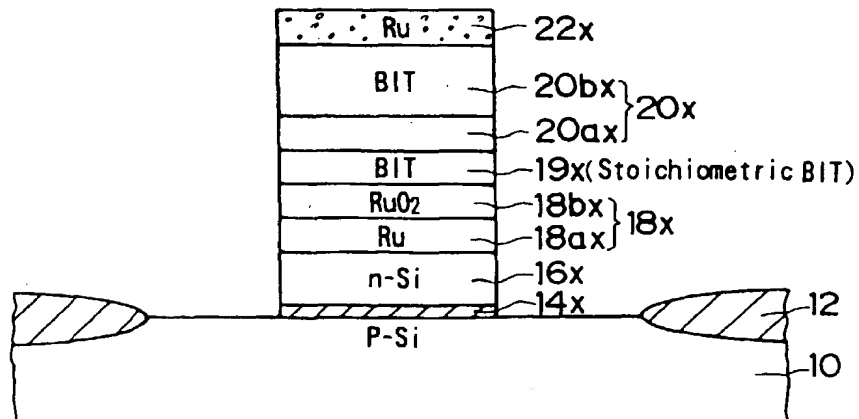 Ru 22x
BIT 20bx
20x
20ax
BIT 19x(Stoichiometric BIT)
RuO2 18bx
18x
Ru 18ax
n-Si 16x
14x
12
P-Si
10